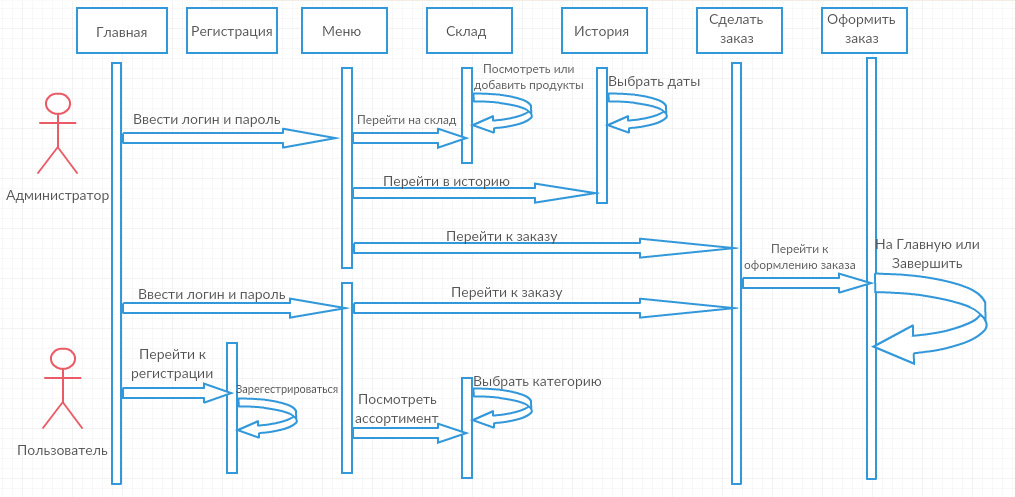 Главная
Регистрация
Меню
Склад
История
Сделать
заказ
Оформить
заказ
Посмотреть или
добавить продукты
Выбрать даты
Ввести логин и пароль
Перейти на склад
Администратор
Перейти в историю
Перейти к заказу
Перейти к
оформлению заказа
На Главную или
Завершить
Ввести логин и пароль
Перейти к заказу
Перейти к
регистрации
Зарегестрироваться
Выбрать категорию
Посмотреть
ассортимент
Пользователь